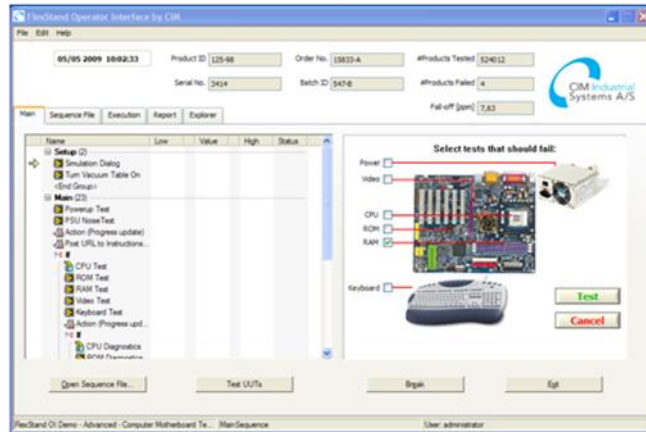 FlexStand Operator Interface by CIM
File Edit Help
05/05 2009 10:02:33
Product ID 125-98
Order No. 15833-A
#Products Tested 524012
Serial No. 3414
Batch ID 547-B
#Products Failed 4
Fall-off [ppm] 7,63
CIM Industrial
Systems A/S
Main Sequence File Execution Report Explorer
Name Low Value High Status
Setup (2)
Simulation Dialog
Turn Vacuum Table On
<End Group>
Main (23)
Powerup Test
PSU NoiseTest
Action (Progress update)
Post URL to Instructione...
If
CPU Test
ROM Test
RAM Test
Video Test
Keyboard Test
Action (Progress upd...
If
CPU Diagnostics
ROM Diagnostics
Select tests that should fail:
Power
Video
CPU
ROM
RAM
Keyboard
Test
Cancel
Open Sequence File...
Test UUTs
Break
Exit
FlexStand OI Demo - Advanced - Computer Motherboard Te...
MainSequence
User: administrator